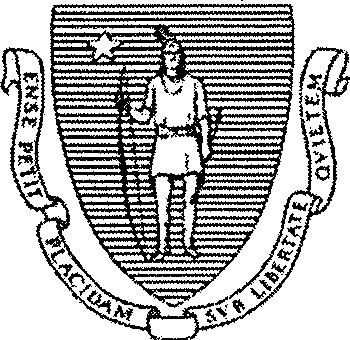 ENSE PETIT
PLACIDAM
SVB LIBERTATE
QVIETEM